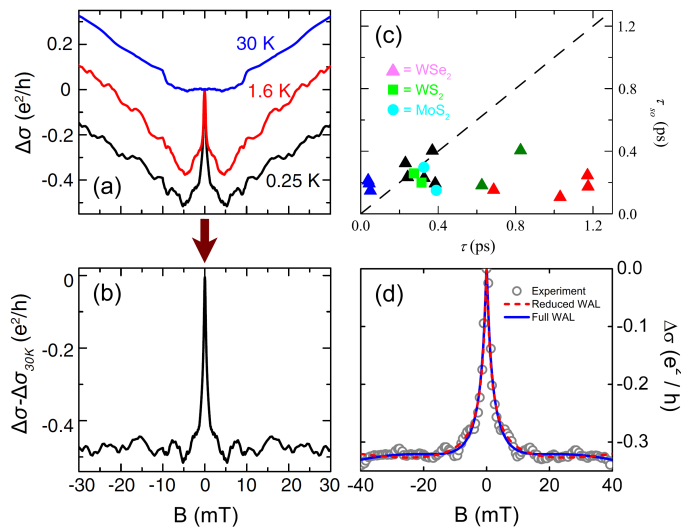 (a)
Δσ (e²/h)
0.2
0
-0.2
-0.4
30 K
1.6 K
0.25 K
(c)
▲ = WSe₂
■ = WS₂
● = MoS₂
1.2
0.8
0.4
0.0
τso (ps)
0.0 0.4 0.8 1.2
τ (ps)
(b)
Δσ-Δσ30K (e²/h)
0
-0.2
-0.4
-30 -20 -10 0 10 20 30
B (mT)
(d)
Experiment
Reduced WAL
Full WAL
0.0
-0.1
-0.2
-0.3
Δσ (e² / h)
-40 -20 0 20 40
B (mT)